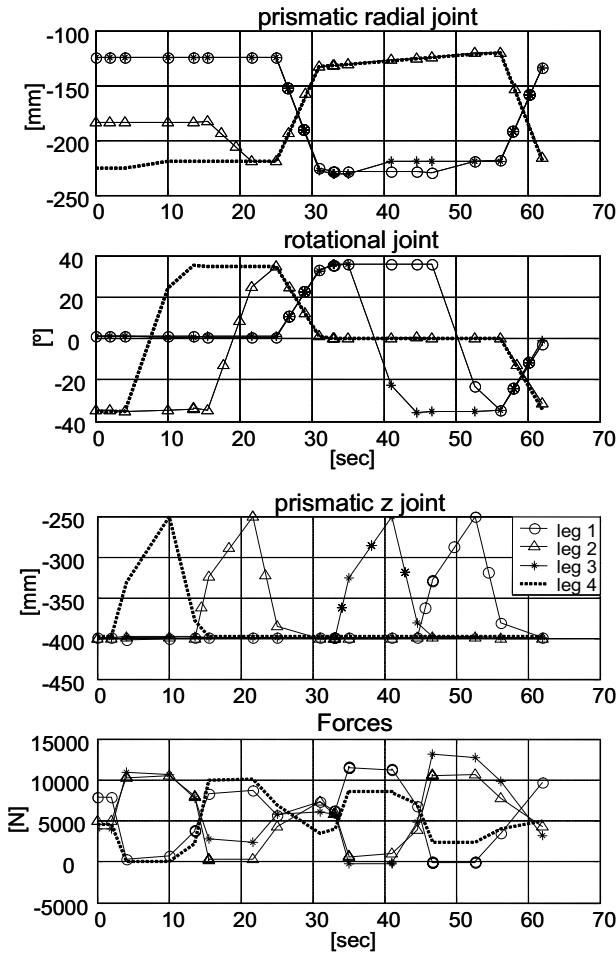 prismatic radial joint
-100
-150
-200
-250
[mm]
0 10 20 30 40 50 60 70
rotational joint
40
20
0
-20
-40
[º]
0 10 20 30 40 50 60 70
[sec]
prismatic z joint
-250
-300
-350
-400
-450
[mm]
leg 1
leg 2
leg 3
leg 4
0 10 20 30 40 50 60 70
Forces
15000
10000
5000
0
-5000
[N]
0 10 20 30 40 50 60 70
[sec]